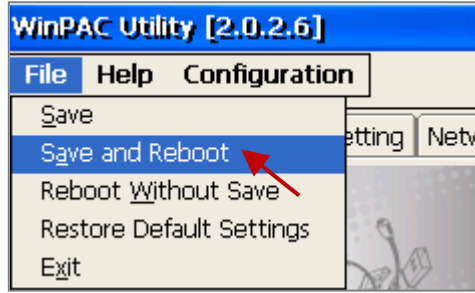 WinPAC Utility [2.0.2.6]
File Help Configuration
Save
Save and Reboot
etting Netw
Reboot Without Save
Restore Default Settings
Exit